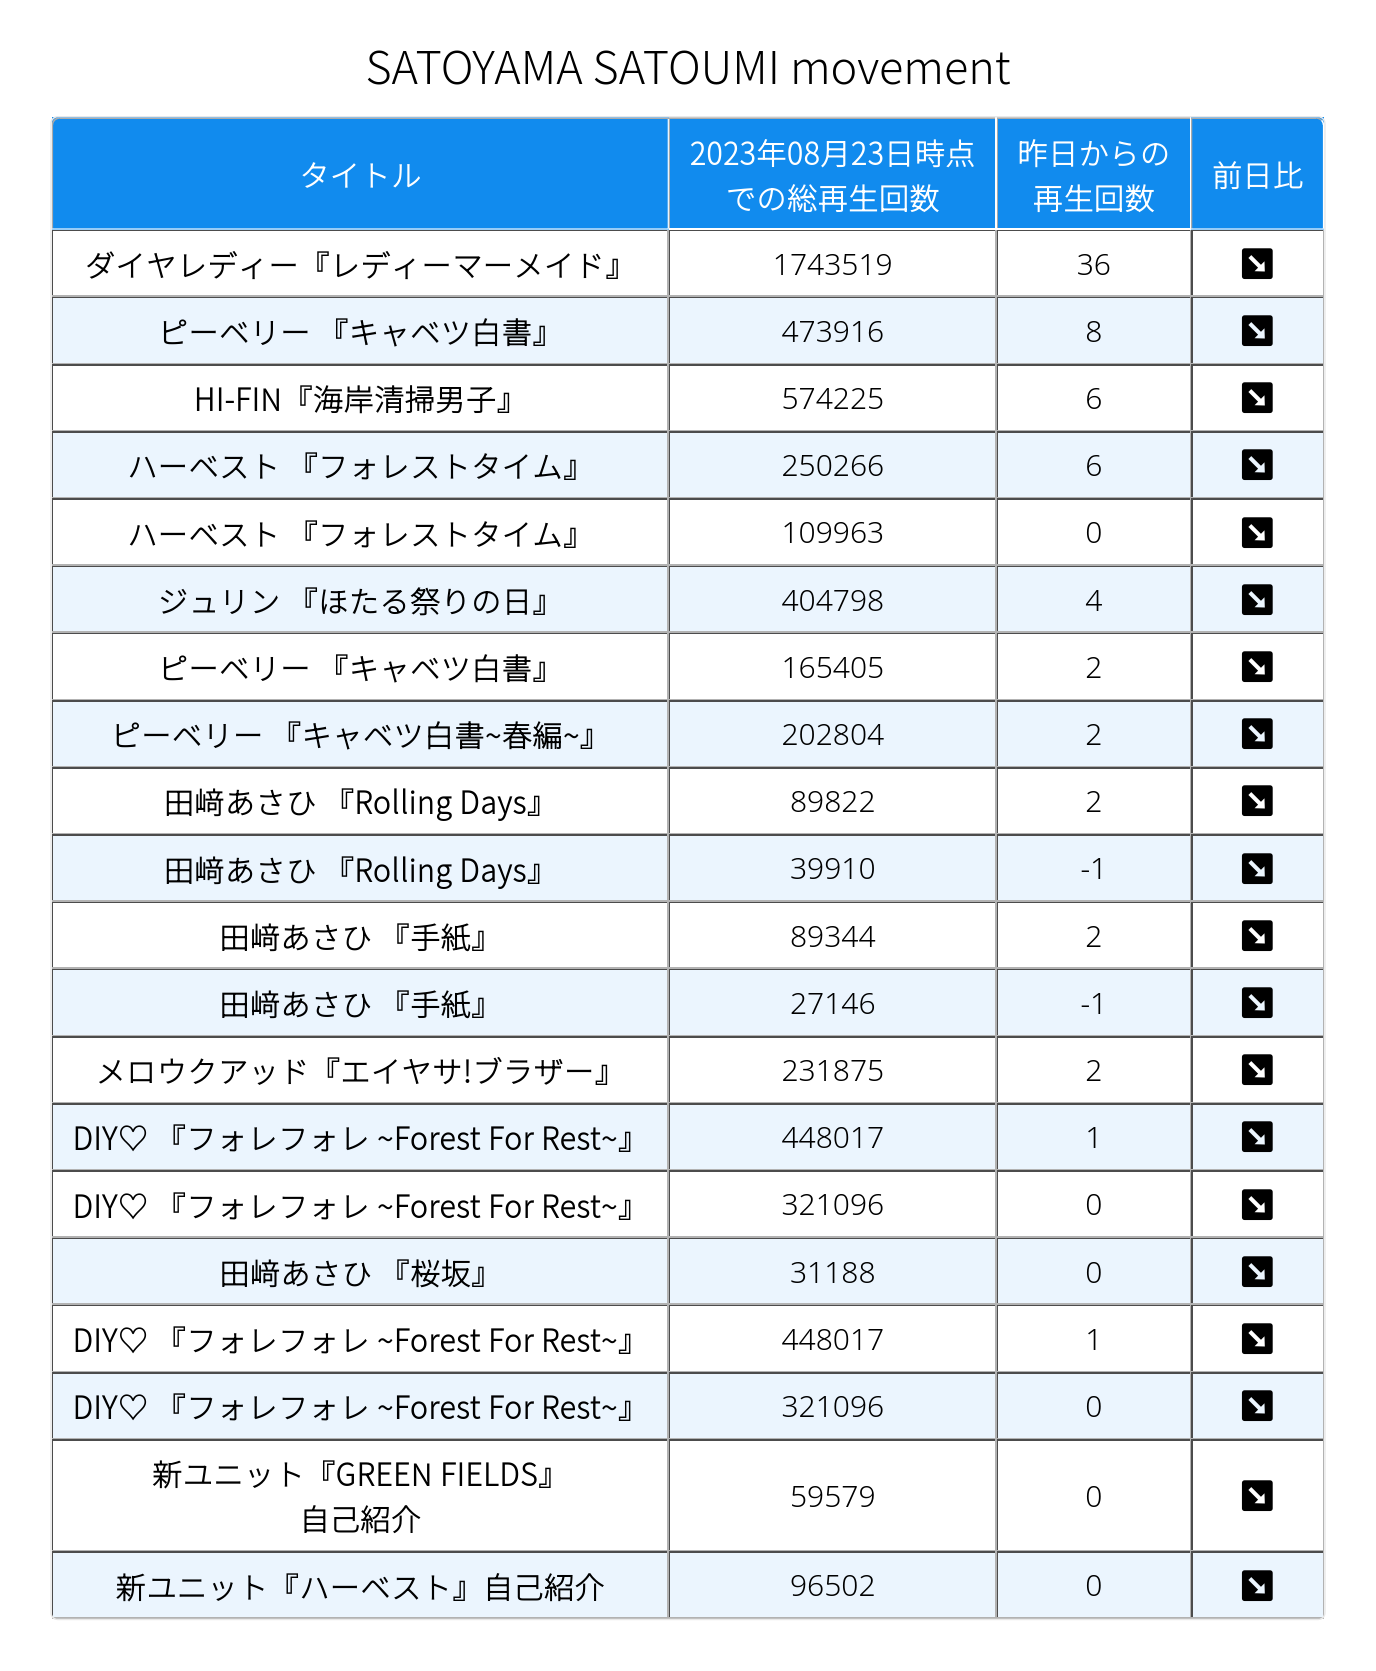 SATOYAMA SATOUMI movement
タイトル 2023年08月23日時点での総再生回数 昨日からの再生回数 前日比
ダイヤレディー『レディーマーメイド』 1743519 36 ↘
ピーベリー 『キャベツ白書』 473916 8 ↘
HI-FIN『海岸清掃男子』 574225 6 ↘
ハーベスト 『フォレストタイム』 250266 6 ↘
ハーベスト 『フォレストタイム』 109963 0 ↘
ジュリン 『ほたる祭りの日』 404798 4 ↘
ピーベリー 『キャベツ白書』 165405 2 ↘
ピーベリー 『キャベツ白書~春編~』 202804 2 ↘
田﨑あさひ 『Rolling Days』 89822 2 ↘
田﨑あさひ 『Rolling Days』 39910 -1 ↘
田﨑あさひ 『手紙』 89344 2 ↘
田﨑あさひ 『手紙』 27146 -1 ↘
メロウクアッド『エイヤサ!ブラザー』 231875 2 ↘
DIY♡ 『フォレフォレ ~Forest For Rest~』 448017 1 ↘
DIY♡ 『フォレフォレ ~Forest For Rest~』 321096 0 ↘
田﨑あさひ 『桜坂』 31188 0 ↘
DIY♡ 『フォレフォレ ~Forest For Rest~』 448017 1 ↘
DIY♡ 『フォレフォレ ~Forest For Rest~』 321096 0 ↘
新ユニット『GREEN FIELDS』
自己紹介 59579 0 ↘
新ユニット『ハーベスト』自己紹介 96502 0 ↘